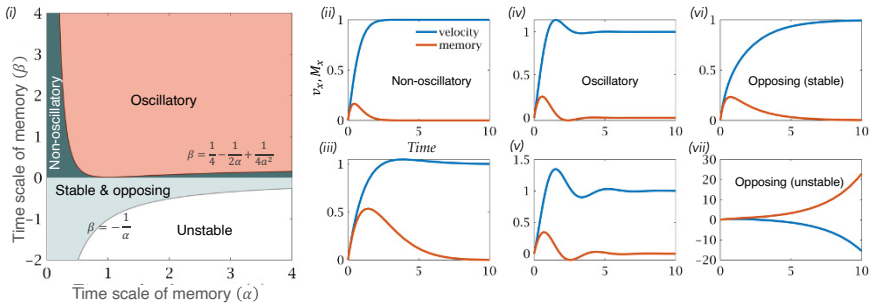 (i)
4
3
2
1
0
−1
−2
0
1
2
3
4
Time scale of memory (β)
Time scale of memory (α)
Non-oscillatory
Oscillatory
β = 1/4 − 1/2α + 1/4α²
Stable & opposing
β = − 1/α
Unstable
(ii)
1
0.5
0
0
5
10
vₓ, Mₓ
velocity
memory
Non-oscillatory
Time
(iii)
1
0.5
0
0
5
10
(iv)
1
0.5
0
0
5
10
Oscillatory
(v)
1.5
1
0.5
0
0
5
10
(vi)
1
0.5
0
0
5
10
Opposing (stable)
(vii)
30
20
10
0
−10
−20
0
5
10
Opposing (unstable)